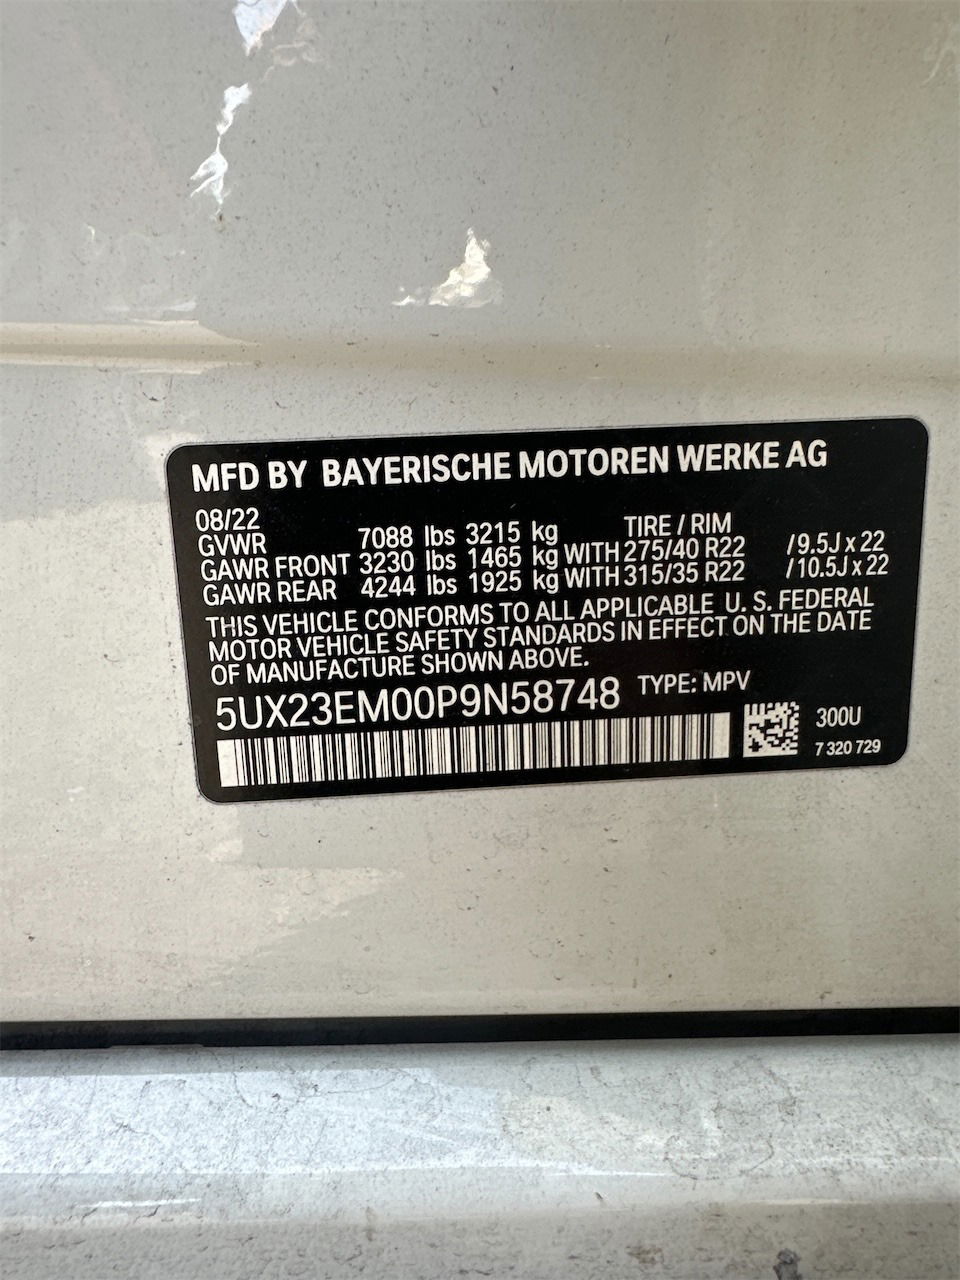 MFD BY BAYERISCHE MOTOREN WERKE AG
08/22
GVWR 7088 lbs 3215 kg TIRE / RIM
GAWR FRONT 3230 lbs 1465 kg WITH 275/40 R22 /9.5J x 22
GAWR REAR 4244 lbs 1925 kg WITH 315/35 R22 /10.5J x 22
THIS VEHICLE CONFORMS TO ALL APPLICABLE U. S. FEDERAL
MOTOR VEHICLE SAFETY STANDARDS IN EFFECT ON THE DATE
OF MANUFACTURE SHOWN ABOVE.
5UX23EM00P9N58748 TYPE: MPV
300U
7 320 729